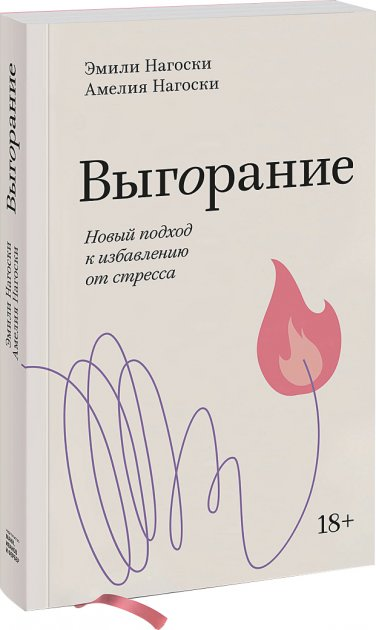 Эмили Нагоски
Амелия Нагоски
Выгорание
Новый подход
к избавлению
от стресса
18+
Эмили Нагоски
Амелия Нагоски
Выгорание